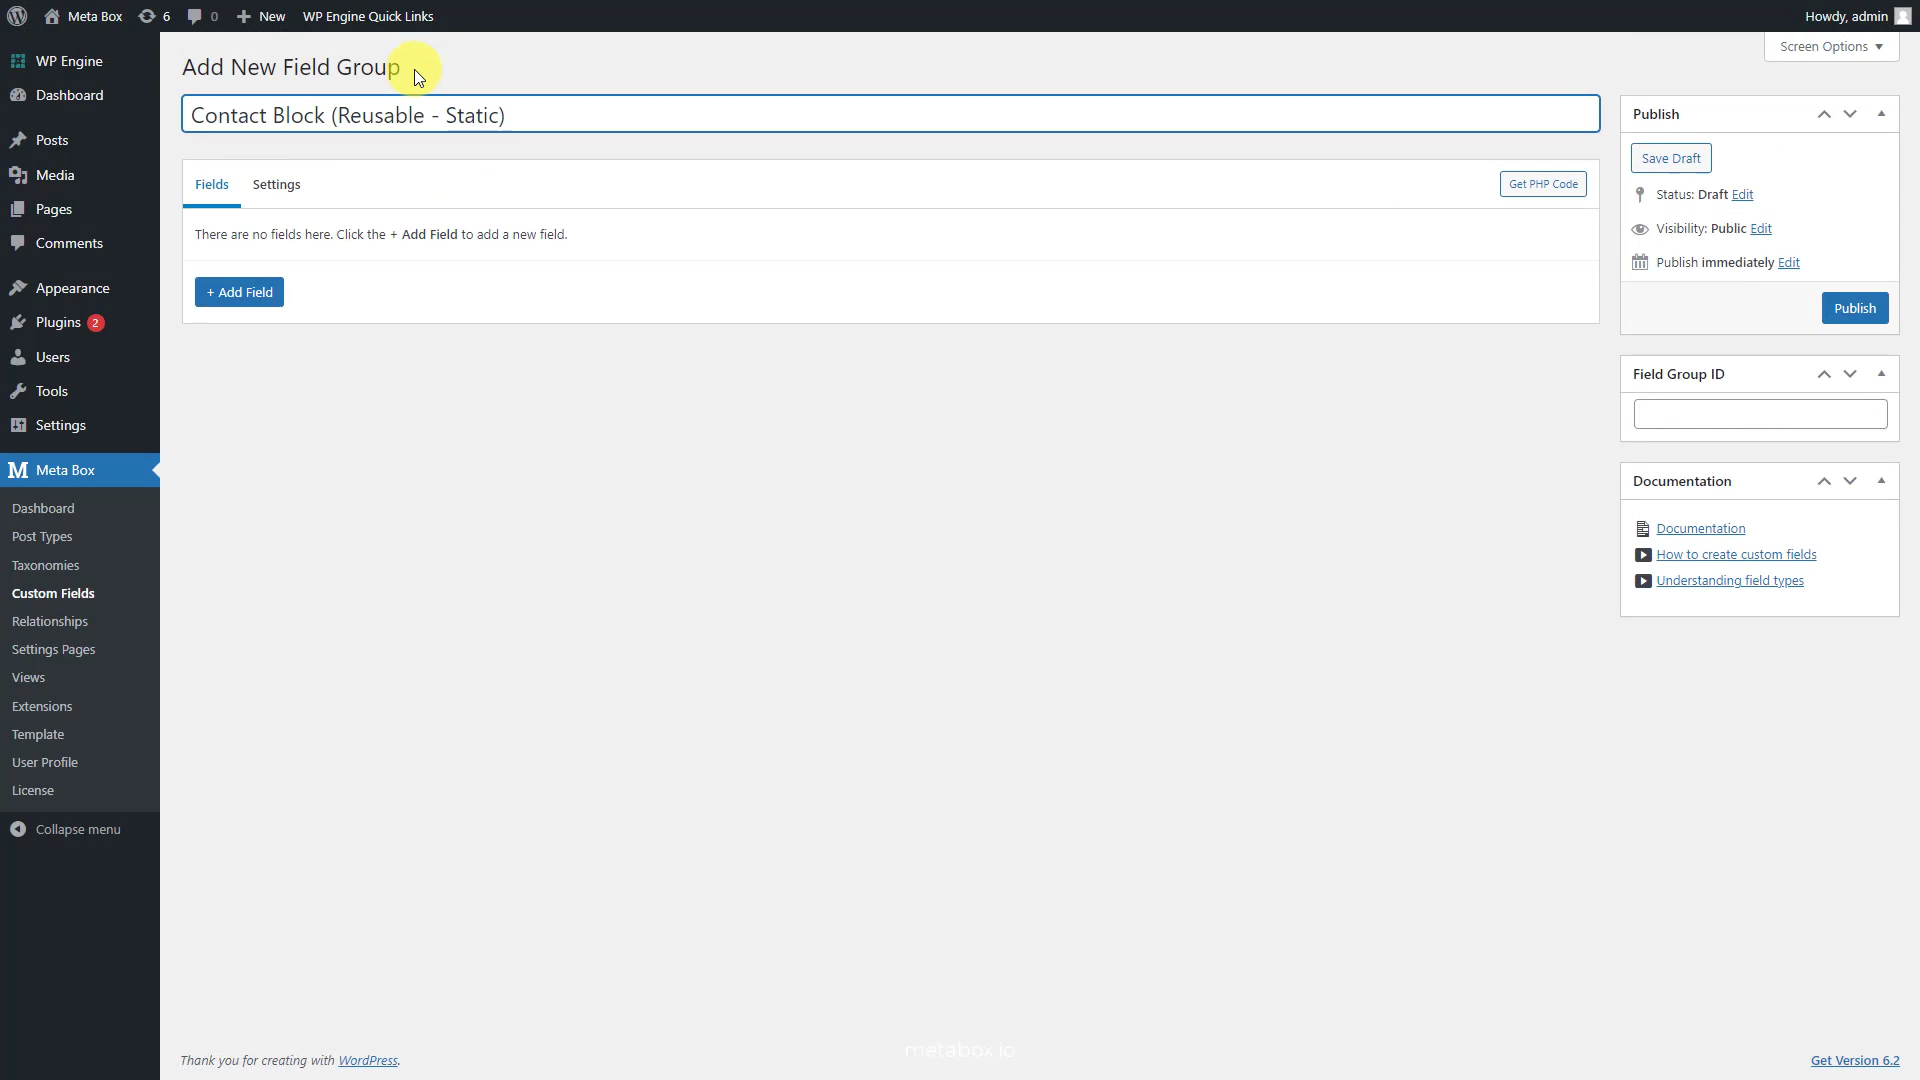 Meta Box 6 0 New WP Engine Quick Links Howdy, admin
Screen Options
WP Engine
Dashboard
Posts
Media
Pages
Comments
Appearance
Plugins 2
Users
Tools
Settings
M Meta Box
Dashboard
Post Types
Taxonomies
Custom Fields
Relationships
Settings Pages
Views
Extensions
Template
User Profile
License
Collapse menu
Add New Field Group
Contact Block (Reusable - Static)
Fields Settings Get PHP Code
There are no fields here. Click the + Add Field to add a new field.
+ Add Field
Publish
Save Draft
Status: Draft Edit
Visibility: Public Edit
Publish immediately Edit
Publish
Field Group ID
Documentation
Documentation
How to create custom fields
Understanding field types
Thank you for creating with WordPress.
metabox.io
Get Version 6.2